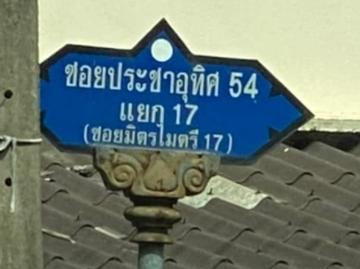 ซอยประชาอุทิศ 54
แยก 17
(ซอยมิตรไมตรี 17)